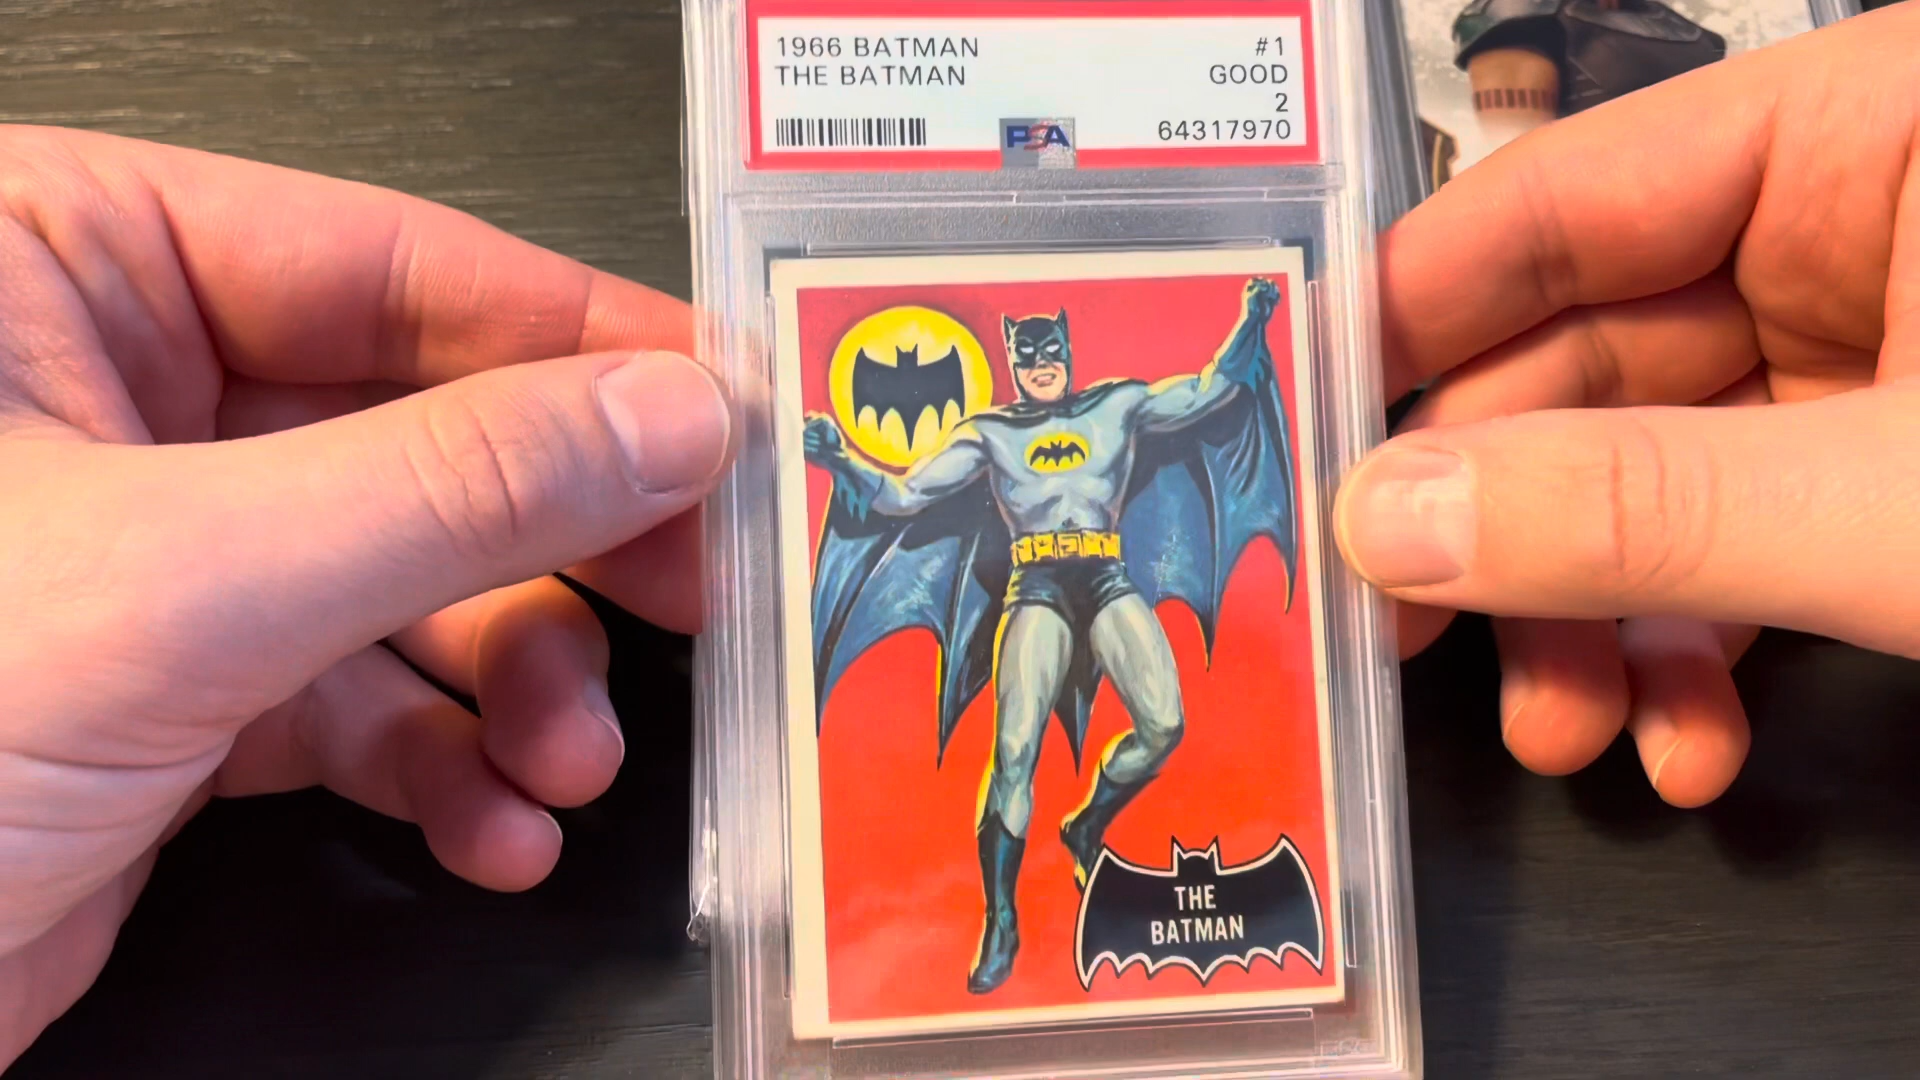 1966 BATMAN #1
THE BATMAN GOOD
2
PSA 64317970
THE
BATMAN